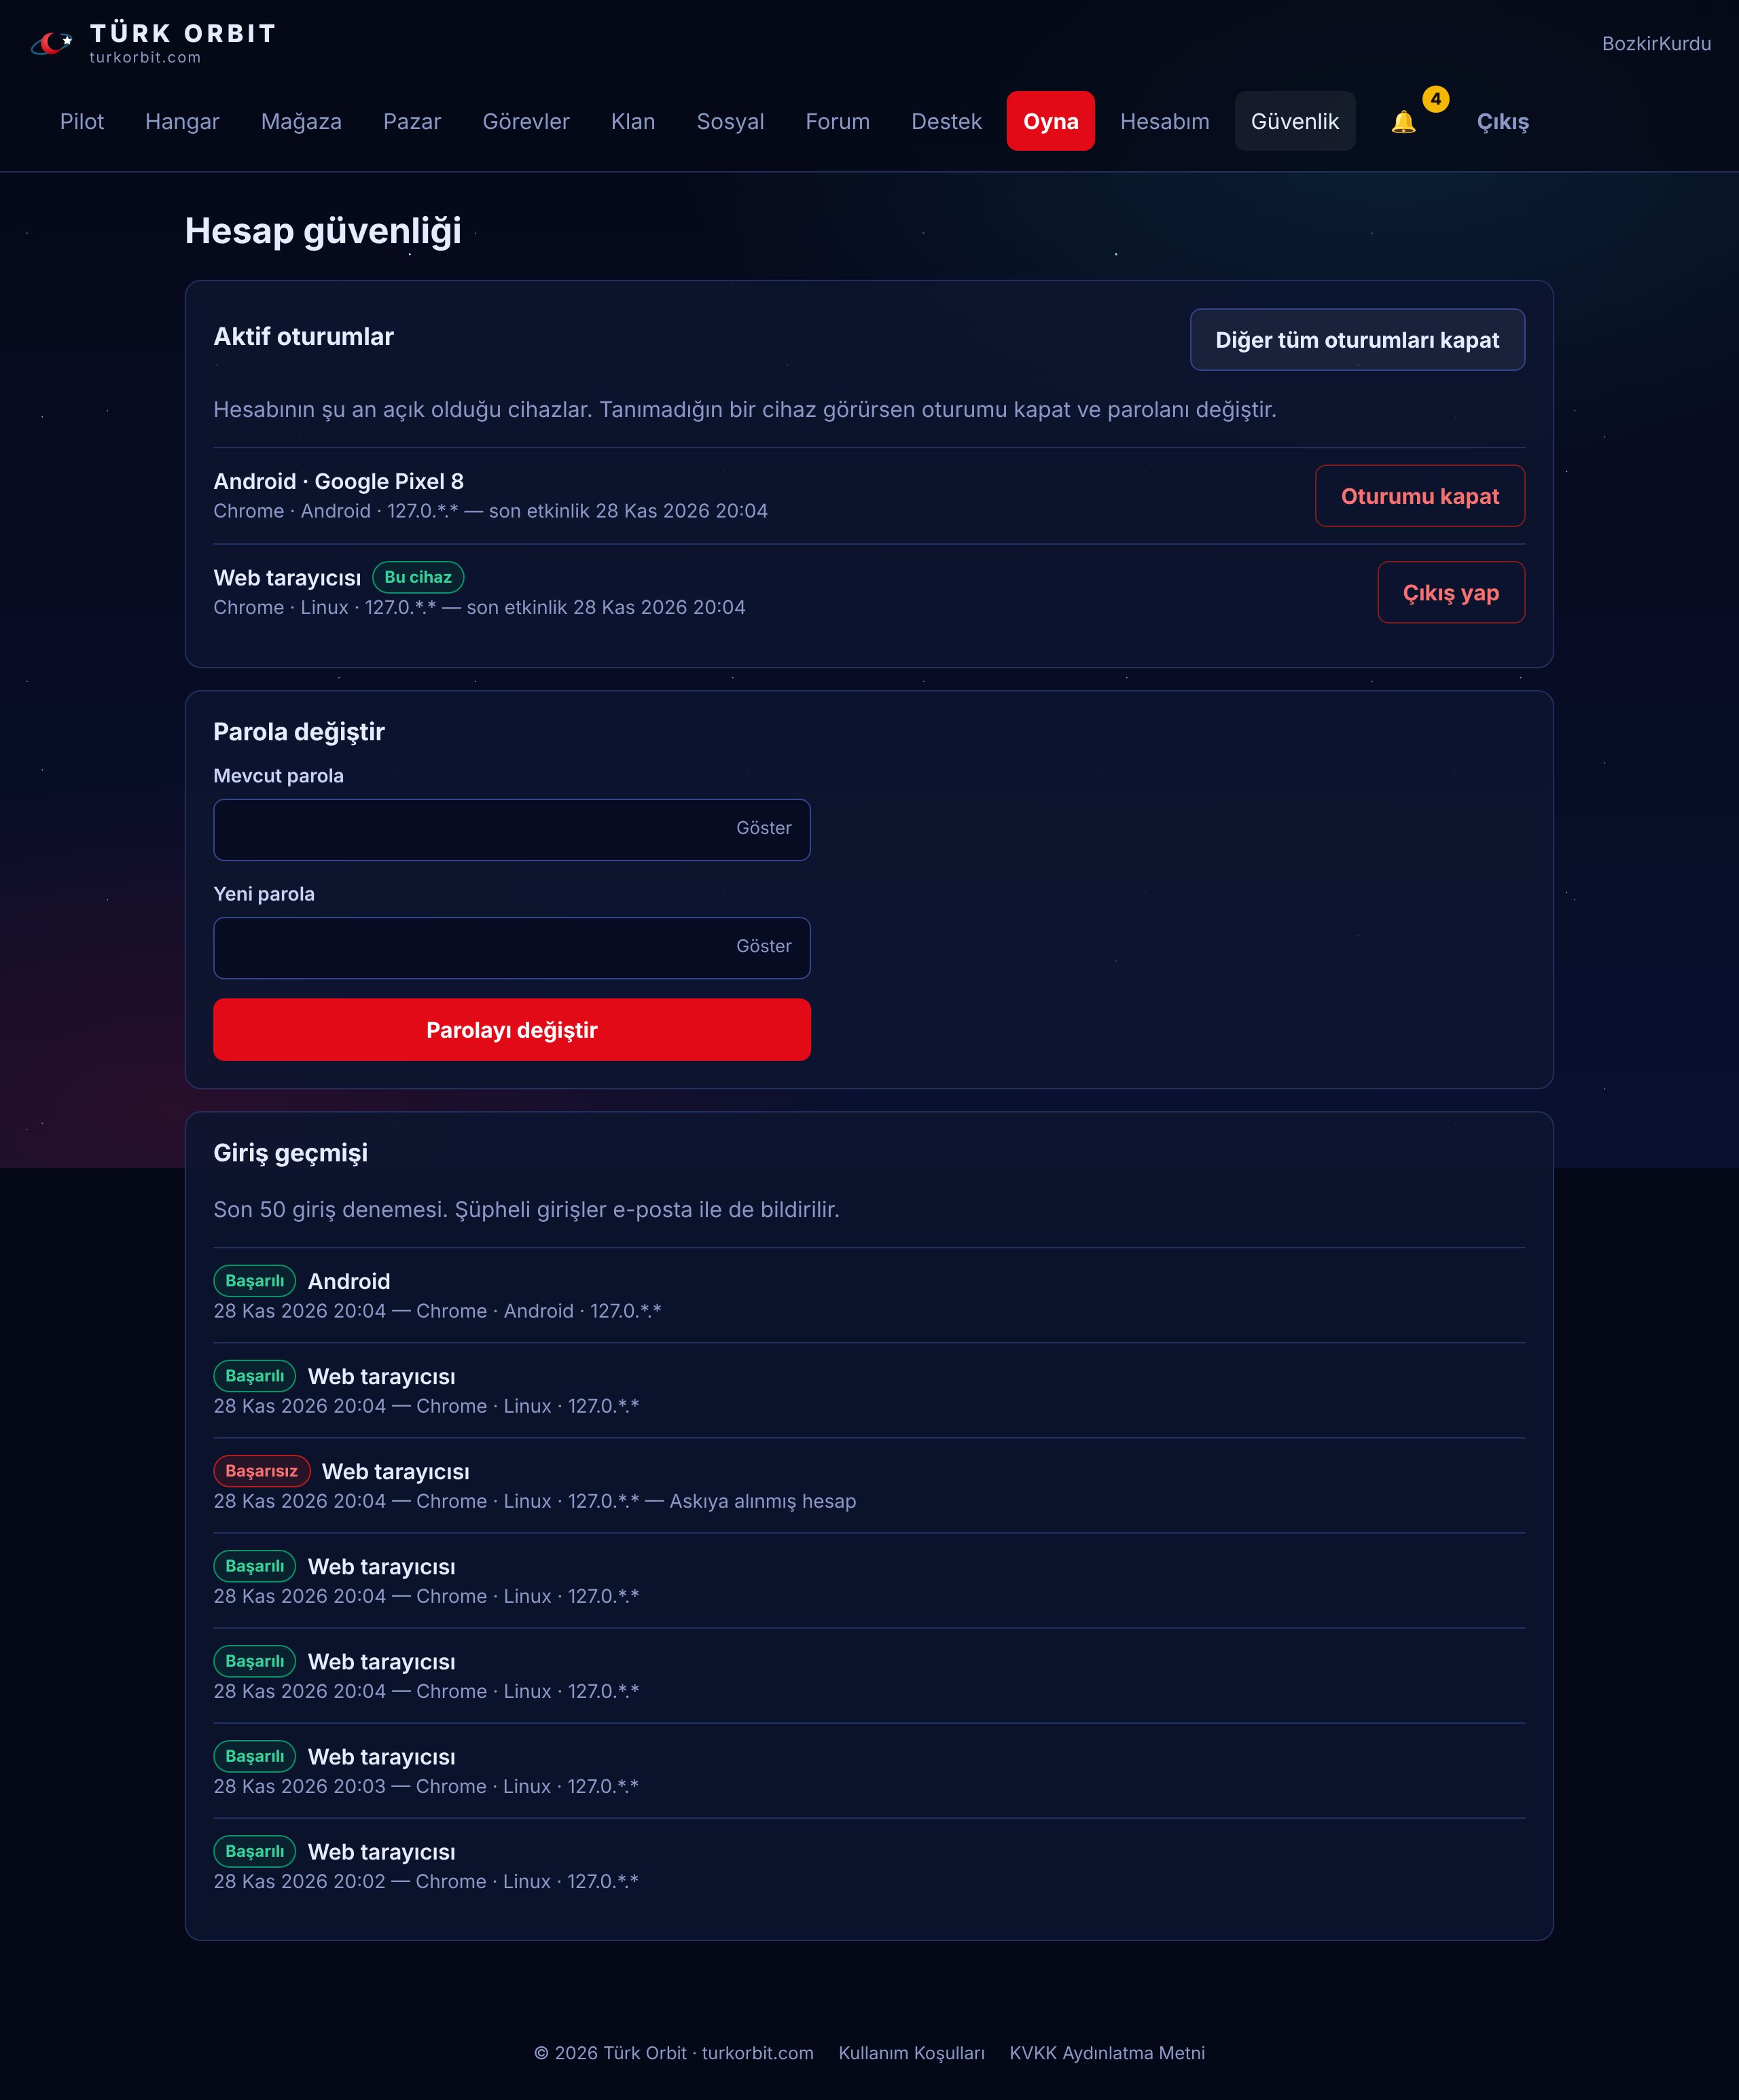 TÜRK ORBIT
turkorbit.com
BozkirKurdu
Pilot Hangar Mağaza Pazar Görevler Klan Sosyal Forum Destek Oyna Hesabım Güvenlik 4 Çıkış
Hesap güvenliği
Aktif oturumlar
Diğer tüm oturumları kapat
Hesabının şu an açık olduğu cihazlar. Tanımadığın bir cihaz görürsen oturumu kapat ve parolanı değiştir.
Android · Google Pixel 8
Chrome · Android · 127.0.*.* — son etkinlik 28 Kas 2026 20:04
Oturumu kapat
Web tarayıcısı Bu cihaz
Chrome · Linux · 127.0.*.* — son etkinlik 28 Kas 2026 20:04
Çıkış yap
Parola değiştir
Mevcut parola
Göster
Yeni parola
Göster
Parolayı değiştir
Giriş geçmişi
Son 50 giriş denemesi. Şüpheli girişler e-posta ile de bildirilir.
Başarılı Android
28 Kas 2026 20:04 — Chrome · Android · 127.0.*.*
Başarılı Web tarayıcısı
28 Kas 2026 20:04 — Chrome · Linux · 127.0.*.*
Başarısız Web tarayıcısı
28 Kas 2026 20:04 — Chrome · Linux · 127.0.*.* — Askıya alınmış hesap
Başarılı Web tarayıcısı
28 Kas 2026 20:04 — Chrome · Linux · 127.0.*.*
Başarılı Web tarayıcısı
28 Kas 2026 20:04 — Chrome · Linux · 127.0.*.*
Başarılı Web tarayıcısı
28 Kas 2026 20:03 — Chrome · Linux · 127.0.*.*
Başarılı Web tarayıcısı
28 Kas 2026 20:02 — Chrome · Linux · 127.0.*.*
© 2026 Türk Orbit · turkorbit.com Kullanım Koşulları KVKK Aydınlatma Metni